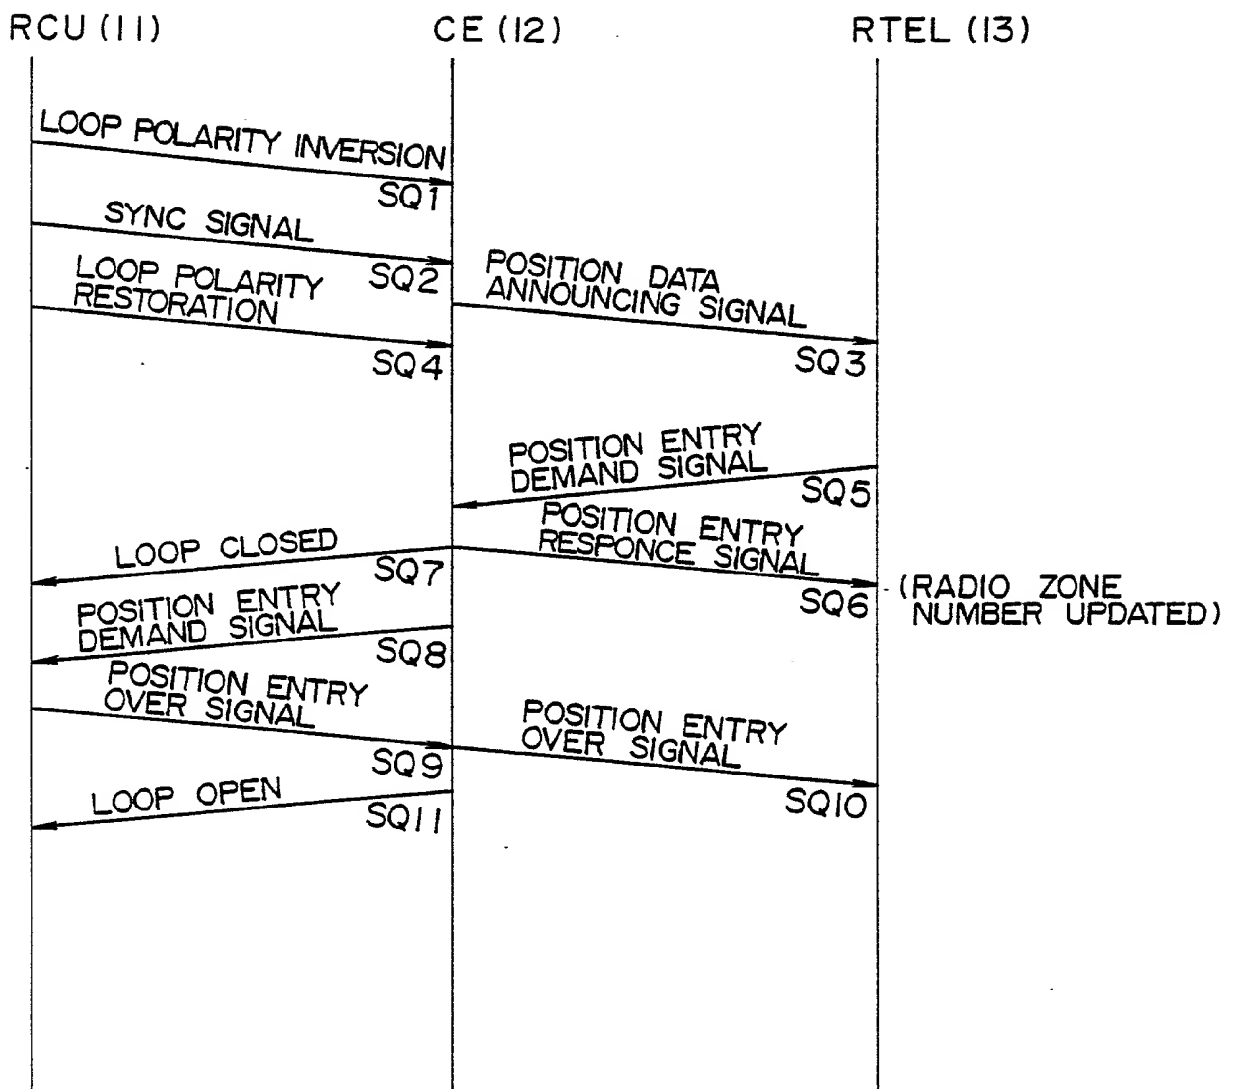 RCU (11)
CE (12)
RTEL (13)
LOOP POLARITY INVERSION
SQ1
SYNC SIGNAL
SQ2
LOOP POLARITY
RESTORATION
SQ4
POSITION DATA
ANNOUNCING SIGNAL
SQ3
POSITION ENTRY
DEMAND SIGNAL
SQ5
LOOP CLOSED
SQ7
POSITION ENTRY
RESPONCE SIGNAL
SQ6
(RADIO ZONE
NUMBER UPDATED)
POSITION ENTRY
DEMAND SIGNAL
SQ8
POSITION ENTRY
OVER SIGNAL
SQ9
POSITION ENTRY
OVER SIGNAL
SQ10
LOOP OPEN
SQ11